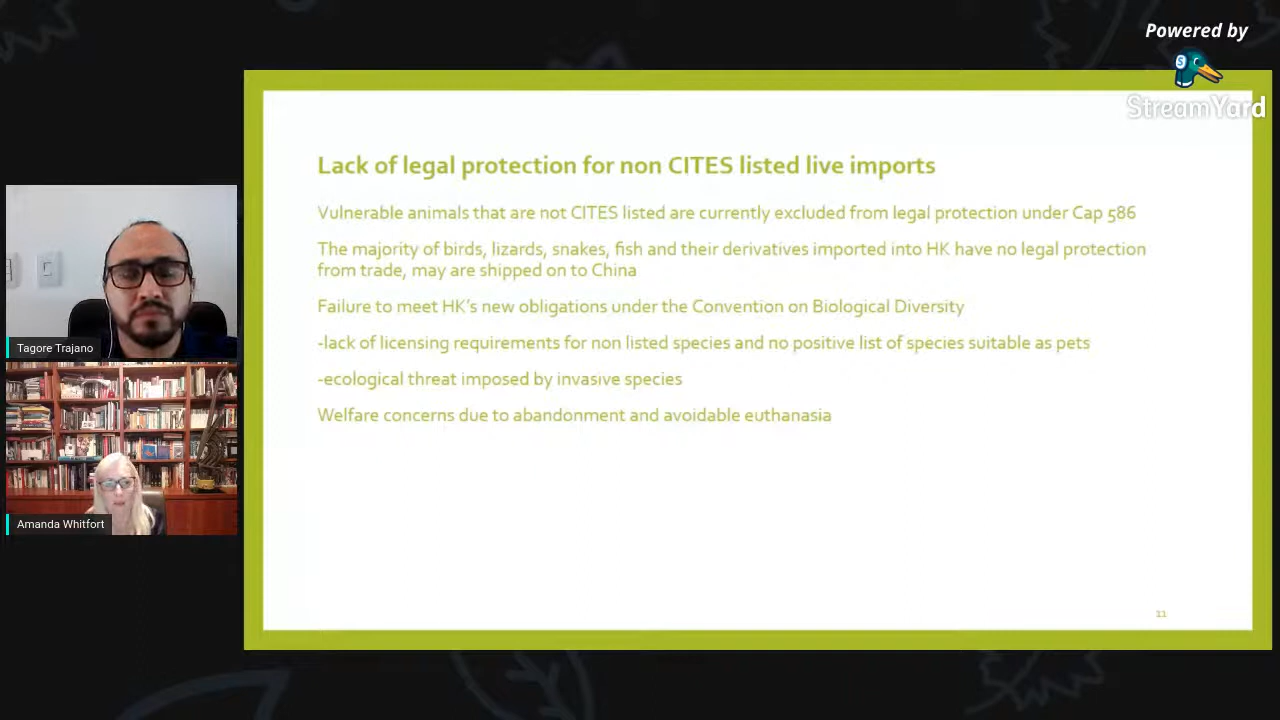 Powered by
StreamYard
Lack of legal protection for non CITES listed live imports
Vulnerable animals that are not CITES listed are currently excluded from legal protection under Cap 586
The majority of birds, lizards, snakes, fish and their derivatives imported into HK have no legal protection
from trade, may are shipped on to China
Failure to meet HK's new obligations under the Convention on Biological Diversity
-lack of licensing requirements for non listed species and no positive list of species suitable as pets
-ecological threat imposed by invasive species
Welfare concerns due to abandonment and avoidable euthanasia
11
Tagore Trajano
Amanda Whitfort